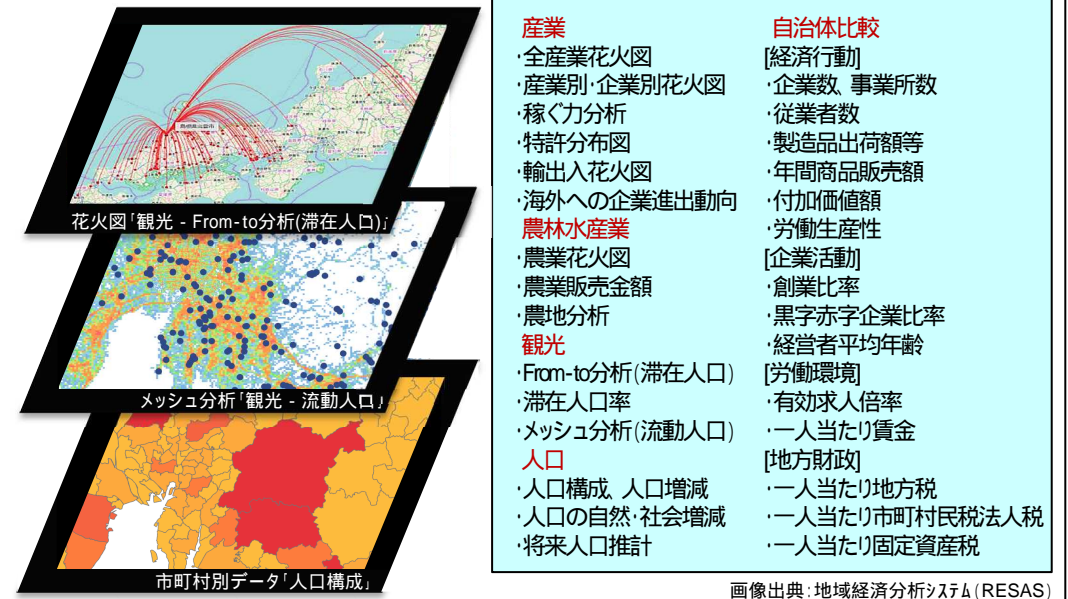 花火図「観光 - From-to分析(滞在人口)」
メッシュ分析「観光 - 流動人口」
市町村別データ「人口構成」
産業
･全産業花火図
･産業別･企業別花火図
･稼ぐ力分析
･特許分布図
･輸出入花火図
･海外への企業進出動向
農林水産業
･農業花火図
･農業販売金額
･農地分析
観光
･From-to分析(滞在人口)
･滞在人口率
･メッシュ分析(流動人口)
人口
･人口構成、人口増減
･人口の自然･社会増減
･将来人口推計
自治体比較
[経済行動]
･企業数、事業所数
･従業者数
･製造品出荷額等
･年間商品販売額
･付加価値額
･労働生産性
[企業活動]
･創業比率
･黒字赤字企業比率
･経営者平均年齢
[労働環境]
･有効求人倍率
･一人当たり賃金
[地方財政]
･一人当たり地方税
･一人当たり市町村民税法人税
･一人当たり固定資産税
画像出典:地域経済分析システム(RESAS)